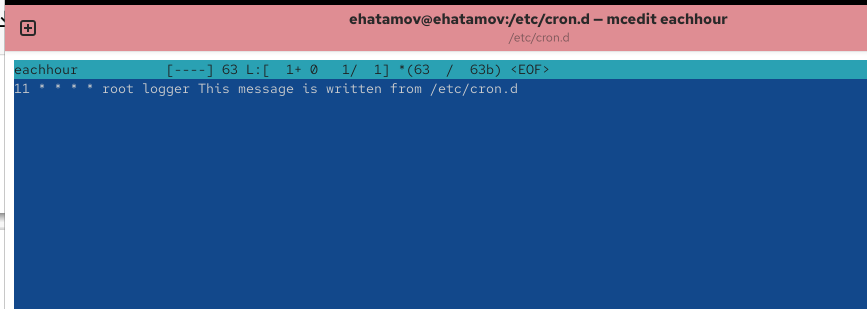 ehatamov@ehatamov:/etc/cron.d — mcedit eachhour
/etc/cron.d
eachhour [----] 63 L:[ 1+ 0 1/ 1] *(63 / 63b) <EOF>
11 * * * * root logger This message is written from /etc/cron.d